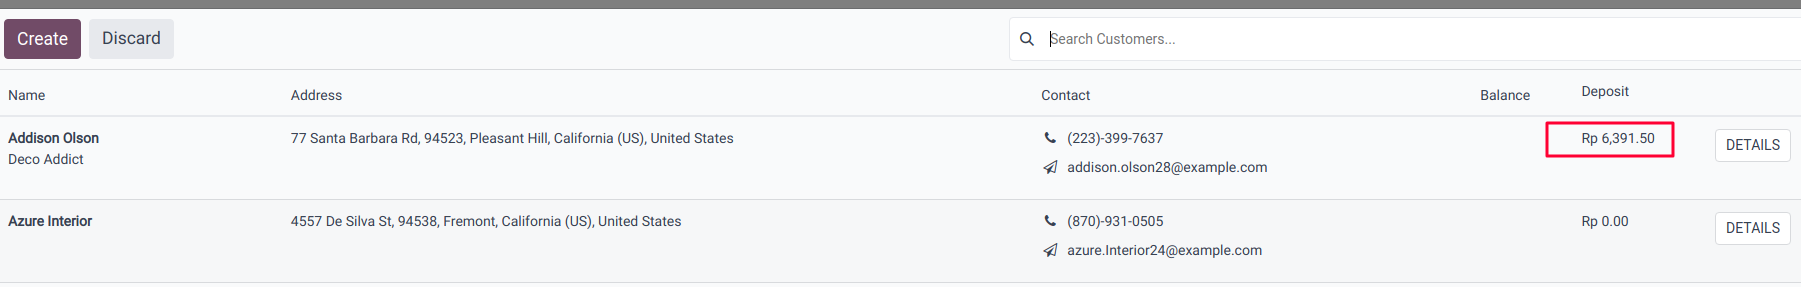 Create Discard Search Customers...
Name Address Contact Balance Deposit
Addison Olson 77 Santa Barbara Rd, 94523, Pleasant Hill, California (US), United States (223)-399-7637 Rp 6,391.50 DETAILS
Deco Addict addison.olson28@example.com
Azure Interior 4557 De Silva St, 94538, Fremont, California (US), United States (870)-931-0505 Rp 0.00 DETAILS
azure.Interior24@example.com